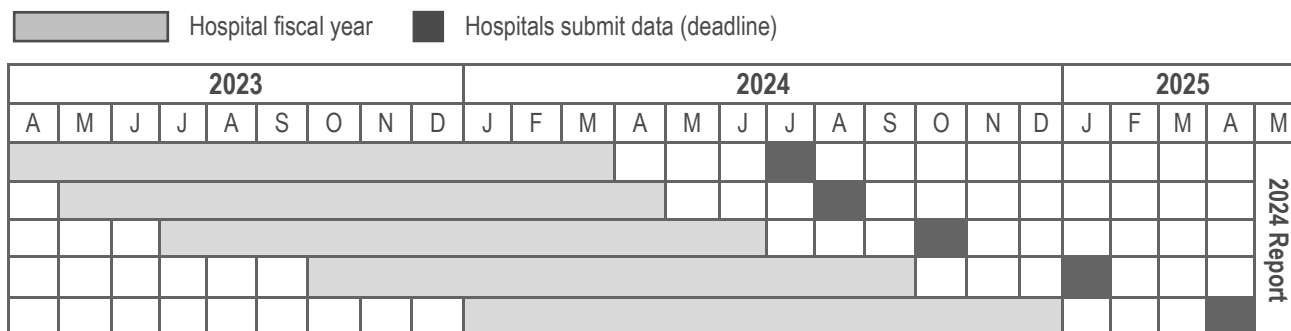 Hospital fiscal year Hospitals submit data (deadline)
2023 2024 2025
A M J J A S O N D J F M A M J J A S O N D J F M A M
2024 Report